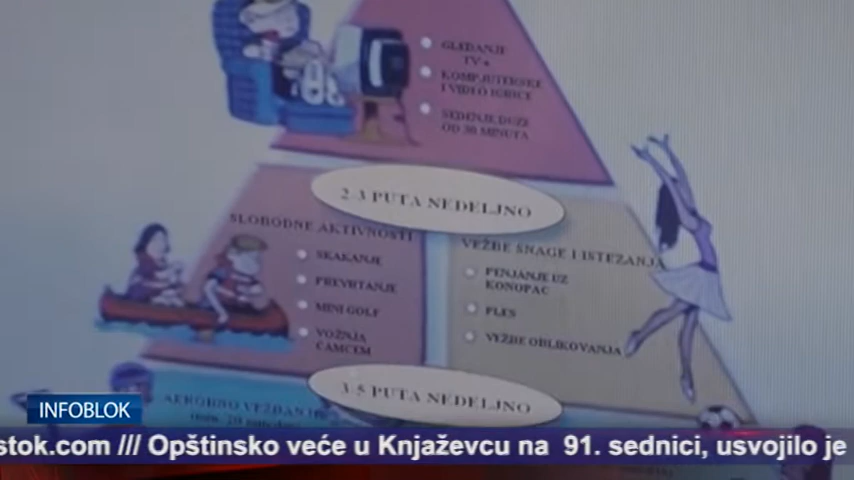 GLEDANJE
TV-a
KOMPJUTERSKE
I VIDEO IGRICE
SEDENJE DUŽE
OD 30 MINUTA
2-3 PUTA NEDELJNO
SLOBODNE AKTIVNOSTI
SKAKANJE
PREVRTANJE
MINI GOLF
VOŽNJA
ČAMCEM
VEŽBE SNAGE I ISTEZANJA
PENJANJE UZ
KONOPAC
PLES
VEŽBE OBLIKOVANJA
3-5 PUTA NEDELJNO
AEROBNO VEŽBANJE
INFOBLOK
stok.com /// Opštinsko veće u Knjaževcu na 91. sednici, usvojilo je